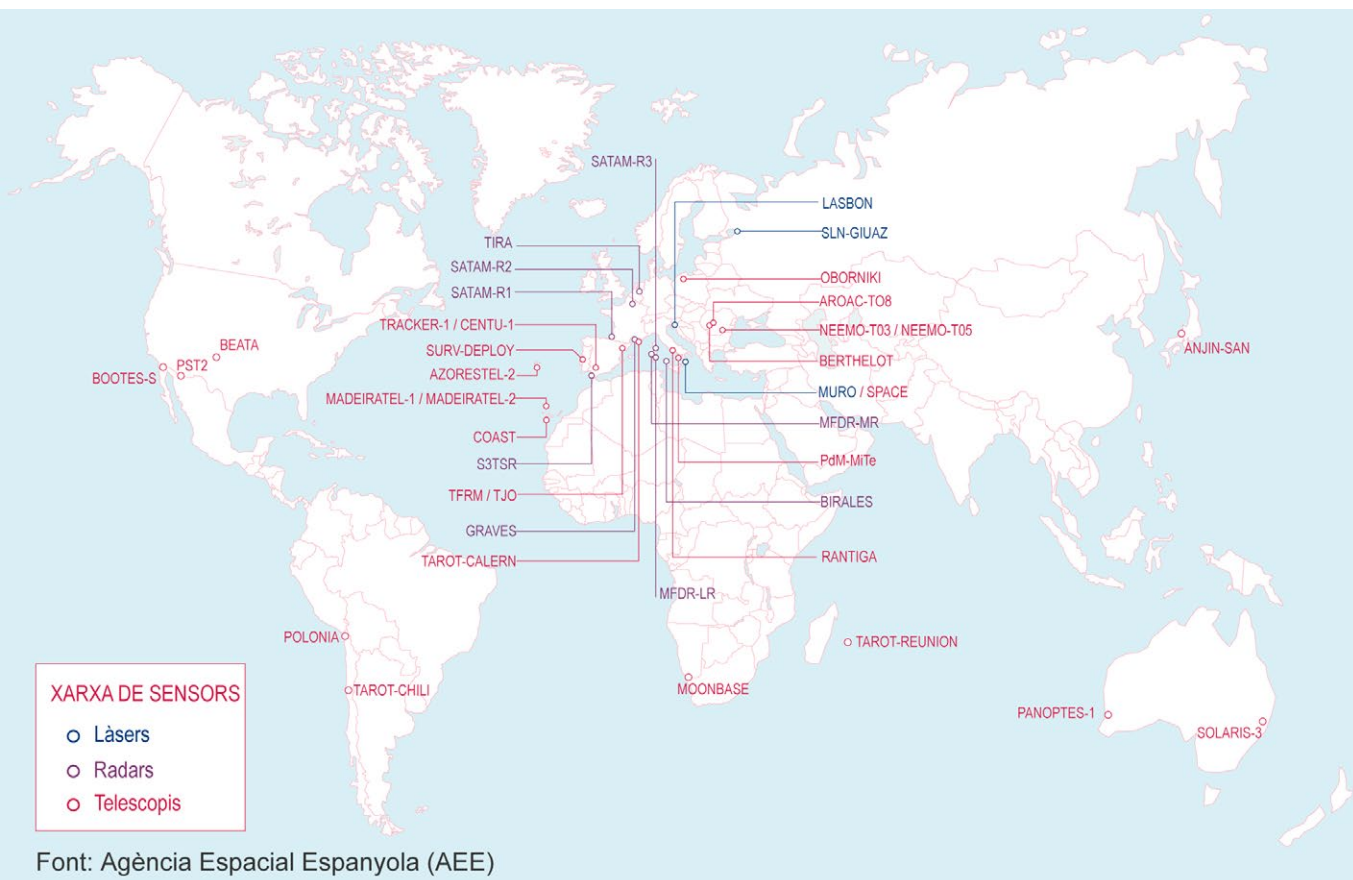 SATAM-R3
LASBON
SLN-GIUAZ
TIRA
SATAM-R2
OBORNIKI
SATAM-R1
AROAC-TO8
TRACKER-1 / CENTU-1
NEEMO-T03 / NEEMO-T05
BEATA
SURV-DEPLOY
ANJIN-SAN
PST2
BERTHELOT
BOOTES-S
AZORESTEL-2
MURO / SPACE
MADEIRATEL-1 / MADEIRATEL-2
MFDR-MR
COAST
S3TSR
PdM-MiTe
TFRM / TJO
BIRALES
GRAVES
TAROT-CALERN
RANTIGA
MFDR-LR
POLONIA
TAROT-REUNION
TAROT-CHILI
MOONBASE
PANOPTES-1
SOLARIS-3
XARXA DE SENSORS
Làsers
Radars
Telescopis
Font: Agència Espacial Espanyola (AEE)